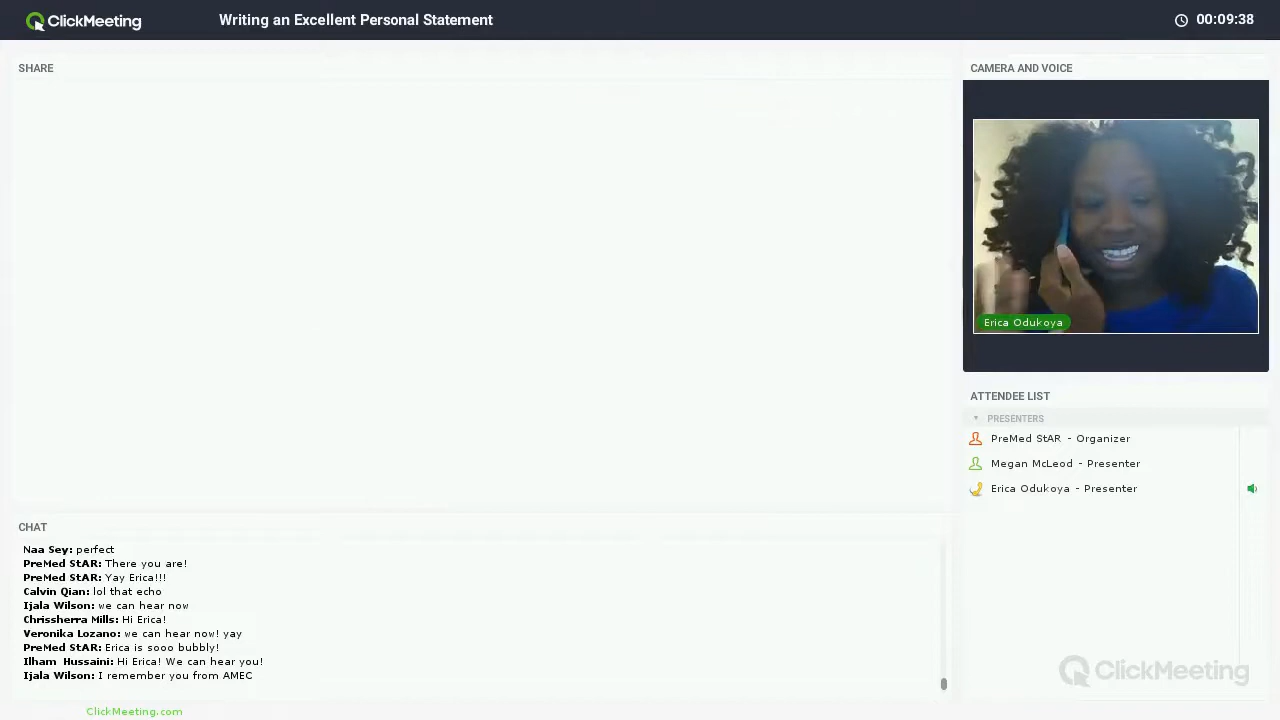 ClickMeeting
Writing an Excellent Personal Statement
00:09:38
SHARE
CAMERA AND VOICE
Erica Odukoya
ATTENDEE LIST
PRESENTERS
PreMed StAR - Organizer
Megan McLeod - Presenter
Erica Odukoya - Presenter
CHAT
Naa Sey: perfect
PreMed StAR: There you are!
PreMed StAR: Yay Erica!!!
Calvin Qian: lol that echo
Ijala Wilson: we can hear now
Chrissherra Mills: Hi Erica!
Veronika Lozano: we can hear now! yay
PreMed StAR: Erica is sooo bubbly!
Ilham Hussaini: Hi Erica! We can hear you!
Ijala Wilson: I remember you from AMEC
ClickMeeting
ClickMeeting.com